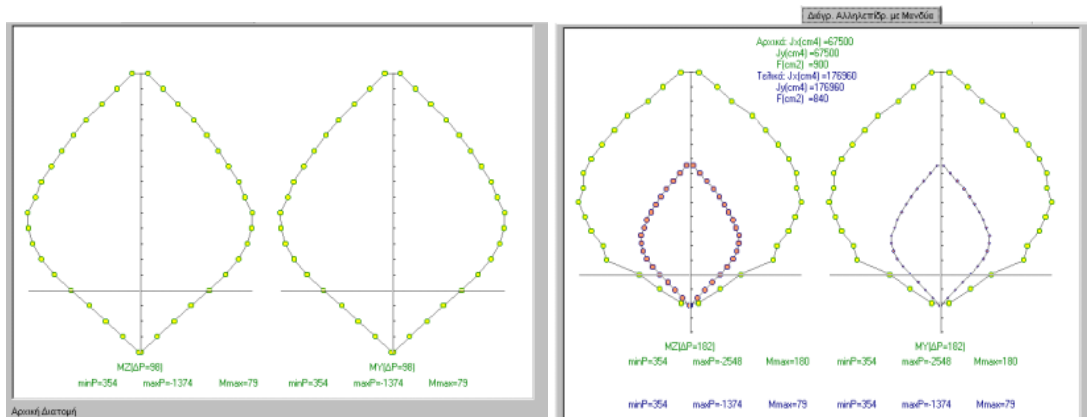 Διάγρ. Αλληλεπίδρ. με Μανδύα
Αρχικά: Jx(cm4) =67500
Jy(cm4) =67500
F(cm2) =900
Τελικά: Jx(cm4) =176960
Jy(cm4) =176960
F(cm2) =840
MZ(ΔP=98)
MY(ΔP=98)
minP=354 maxP=-1374 Mmax=79
minP=354 maxP=-1374 Mmax=79
Αρχική Διατομή
MZ(ΔP=182)
MY(ΔP=182)
minP=354 maxP=-2548 Mmax=180
minP=354 maxP=-2548 Mmax=180
minP=354 maxP=-1374 Mmax=79
minP=354 maxP=-1374 Mmax=79